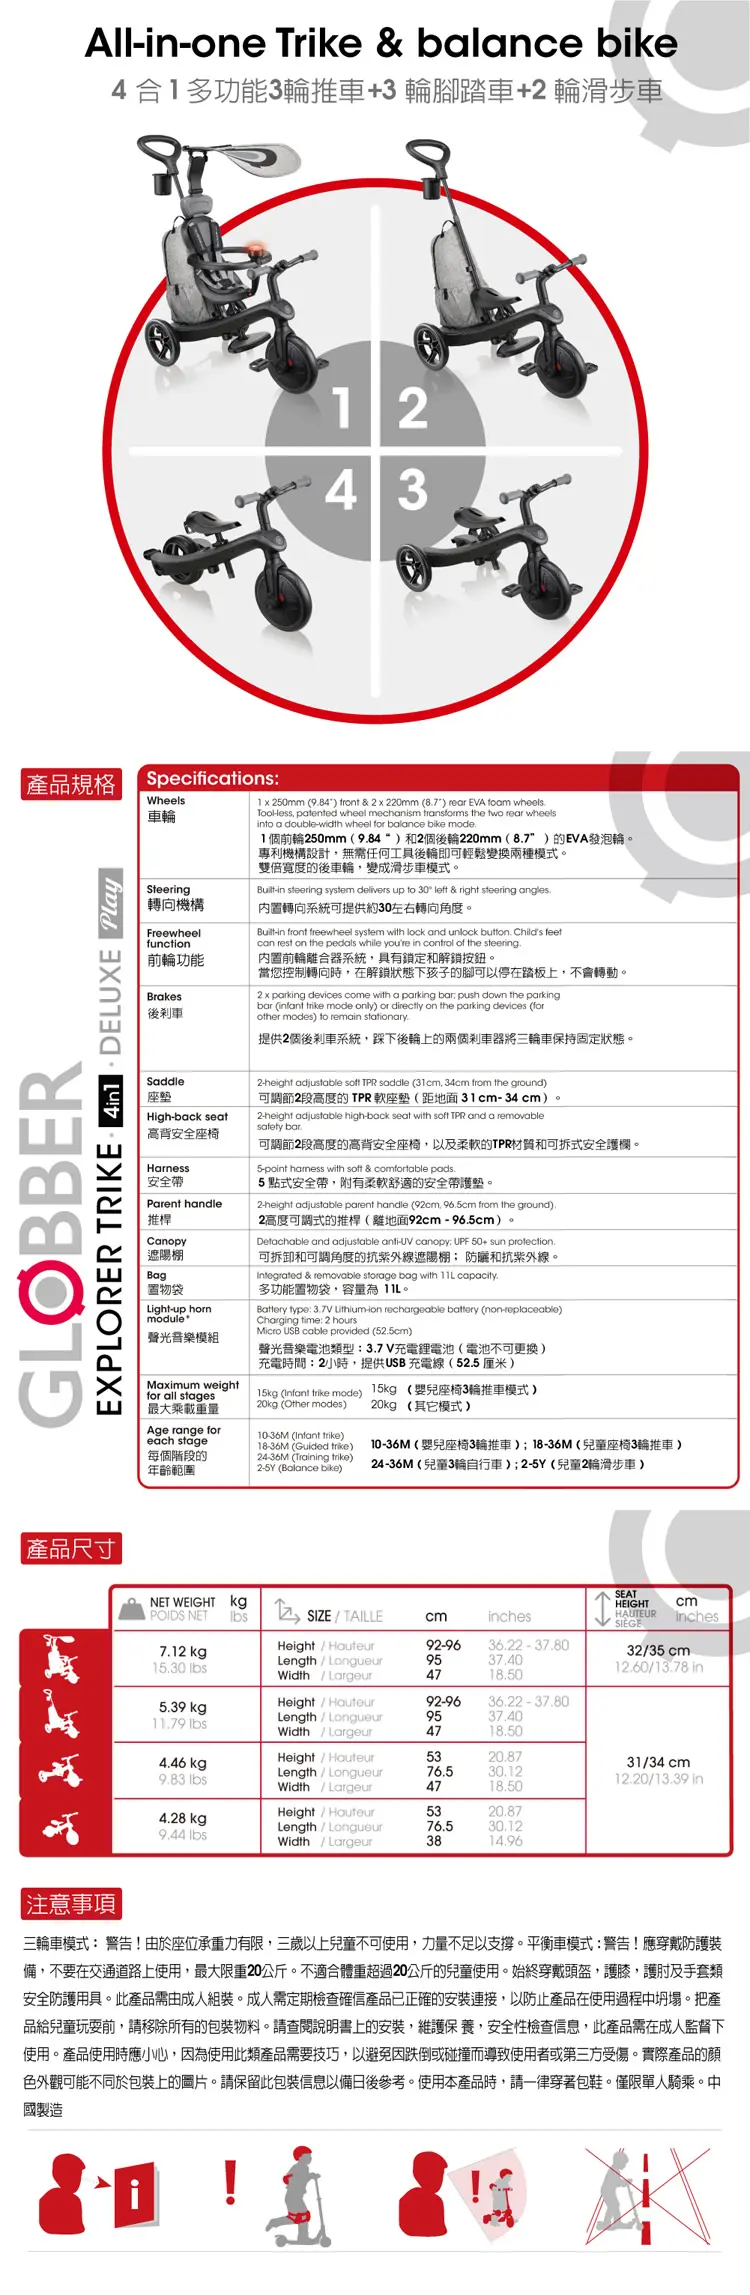 All-in-one Trike & balance bike
4 合 1 多功能3輪推車+3 輪腳踏車+2 輪滑步車
1 2
4 3
產品規格
GLOBBER
EXPLORER TRIKE · 4in1 · DELUXE Play
Specifications:
Wheels
車輪
1 x 250mm (9.84") front & 2 x 220mm (8.7") rear EVA foam wheels.
Tool-less, patented wheel mechanism transforms the two rear wheels
into a double-width wheel for balance bike mode.
1個前輪250mm ( 9.84 “ ) 和2個後輪220mm ( 8.7” ) 的EVA發泡輪。
專利機構設計，無需任何工具後輪即可輕鬆變換兩種模式。
雙倍寬度的後車輪，變成滑步車模式。
Steering
轉向機構
Built-in steering system delivers up to 30° left & right steering angles.
內置轉向系統可提供約30左右轉向角度。
Freewheel
function
前輪功能
Built-in front freewheel system with lock and unlock button. Child's feet
can rest on the pedals while you're in control of the steering.
內置前輪離合器系統，具有鎖定和解鎖按鈕。
當您控制轉向時，在解鎖狀態下孩子的腳可以停在踏板上，不會轉動。
Brakes
後剎車
2 x parking devices come with a parking bar; push down the parking
bar (infant trike mode only) or directly on the parking devices (for
other modes) to remain stationary.
提供2個後剎車系統，踩下後輪上的兩個剎車器將三輪車保持固定狀態。
Saddle
座墊
2-height adjustable soft TPR saddle (31cm, 34cm from the ground)
可調節2段高度的 TPR 軟座墊 ( 距地面 31cm- 34 cm ) 。
High-back seat
高背安全座椅
2-height adjustable high-back seat with soft TPR and a removable
safety bar.
可調節2段高度的高背安全座椅，以及柔軟的TPR材質和可拆式安全護欄。
Harness
安全帶
5-point harness with soft & comfortable pads.
5 點式安全帶，附有柔軟舒適的安全帶護墊。
Parent handle
推桿
2-height adjustable parent handle (92cm, 96.5cm from the ground).
2高度可調式的推桿 ( 離地面92cm - 96.5cm ) 。
Canopy
遮陽棚
Detachable and adjustable anti-UV canopy: UPF 50+ sun protection.
可拆卸和可調角度的抗紫外線遮陽棚； 防曬和抗紫外線。
Bag
置物袋
Integrated & removable storage bag with 11L capacity.
多功能置物袋，容量為 11L。
Light-up horn
module*
聲光音樂模組
Battery type: 3.7V Lithium-ion rechargeable battery (non-replaceable)
Charging time: 2 hours
Micro USB cable provided (52.5cm)
聲光音樂電池類型：3.7 V充電鋰電池 ( 電池不可更換 )
充電時間：2小時，提供USB 充電線 ( 52.5 厘米 )
Maximum weight
for all stages
最大乘載重量
15kg (Infant trike mode)
20kg (Other modes)
15kg ( 嬰兒座椅3輪推車模式 )
20kg ( 其它模式 )
Age range for
each stage
每個階段的
年齡範圍
10-36M (Infant trike)
18-36M (Guided trike)
24-36M (Training trike)
2-5Y (Balance bike)
10-36M ( 嬰兒座椅3輪推車 ) ; 18-36M ( 兒童座椅3輪推車 )
24-36M ( 兒童3輪自行車 ) ; 2-5Y ( 兒童2輪滑步車 )
產品尺寸
NET WEIGHT kg
POIDS NET lbs
SIZE / TAILLE cm inches
SEAT
HEIGHT cm
HAUTEUR inches
SIÈGE
7.12 kg
15.30 lbs
Height / Hauteur 92-96 36.22 - 37.80
Length / Longueur 95 37.40
Width / Largeur 47 18.50
32/35 cm
12.60/13.78 in
5.39 kg
11.79 lbs
Height / Hauteur 92-96 36.22 - 37.80
Length / Longueur 95 37.40
Width / Largeur 47 18.50
4.46 kg
9.83 lbs
Height / Hauteur 53 20.87
Length / Longueur 76.5 30.12
Width / Largeur 47 18.50
31/34 cm
12.20/13.39 in
4.28 kg
9.44 lbs
Height / Hauteur 53 20.87
Length / Longueur 76.5 30.12
Width / Largeur 38 14.96
注意事項
三輪車模式： 警告！由於座位承重力有限，三歲以上兒童不可使用，力量不足以支撐。平衡車模式 : 警告！應穿戴防護裝
備，不要在交通道路上使用，最大限重20公斤。不適合體重超過20公斤的兒童使用。始終穿戴頭盔，護膝，護肘及手套類
安全防護用具。此產品需由成人組裝。成人需定期檢查確信產品已正確的安裝連接，以防止產品在使用過程中坍塌。把產
品給兒童玩耍前，請移除所有的包裝物料。請查閱說明書上的安裝，維護保 養，安全性檢查信息，此產品需在成人監督下
使用。產品使用時應小心，因為使用此類產品需要技巧，以避免因跌倒或碰撞而導致使用者或第三方受傷。實際產品的顏
色外觀可能不同於包裝上的圖片。請保留此包裝信息以備日後參考。使用本產品時，請一律穿著包鞋。僅限單人騎乘。中
國製造
i
!
!